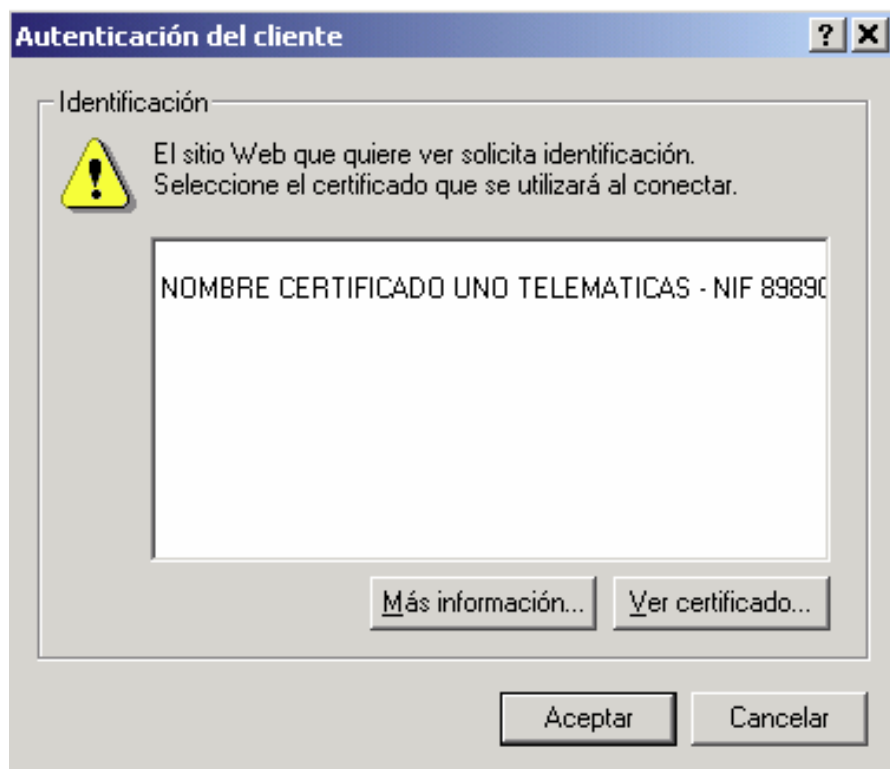 Autenticación del cliente
Identificación
El sitio Web que quiere ver solicita identificación.
Seleccione el certificado que se utilizará al conectar.
NOMBRE CERTIFICADO UNO TELEMATICAS - NIF 89890
Más información...
Ver certificado...
Aceptar
Cancelar